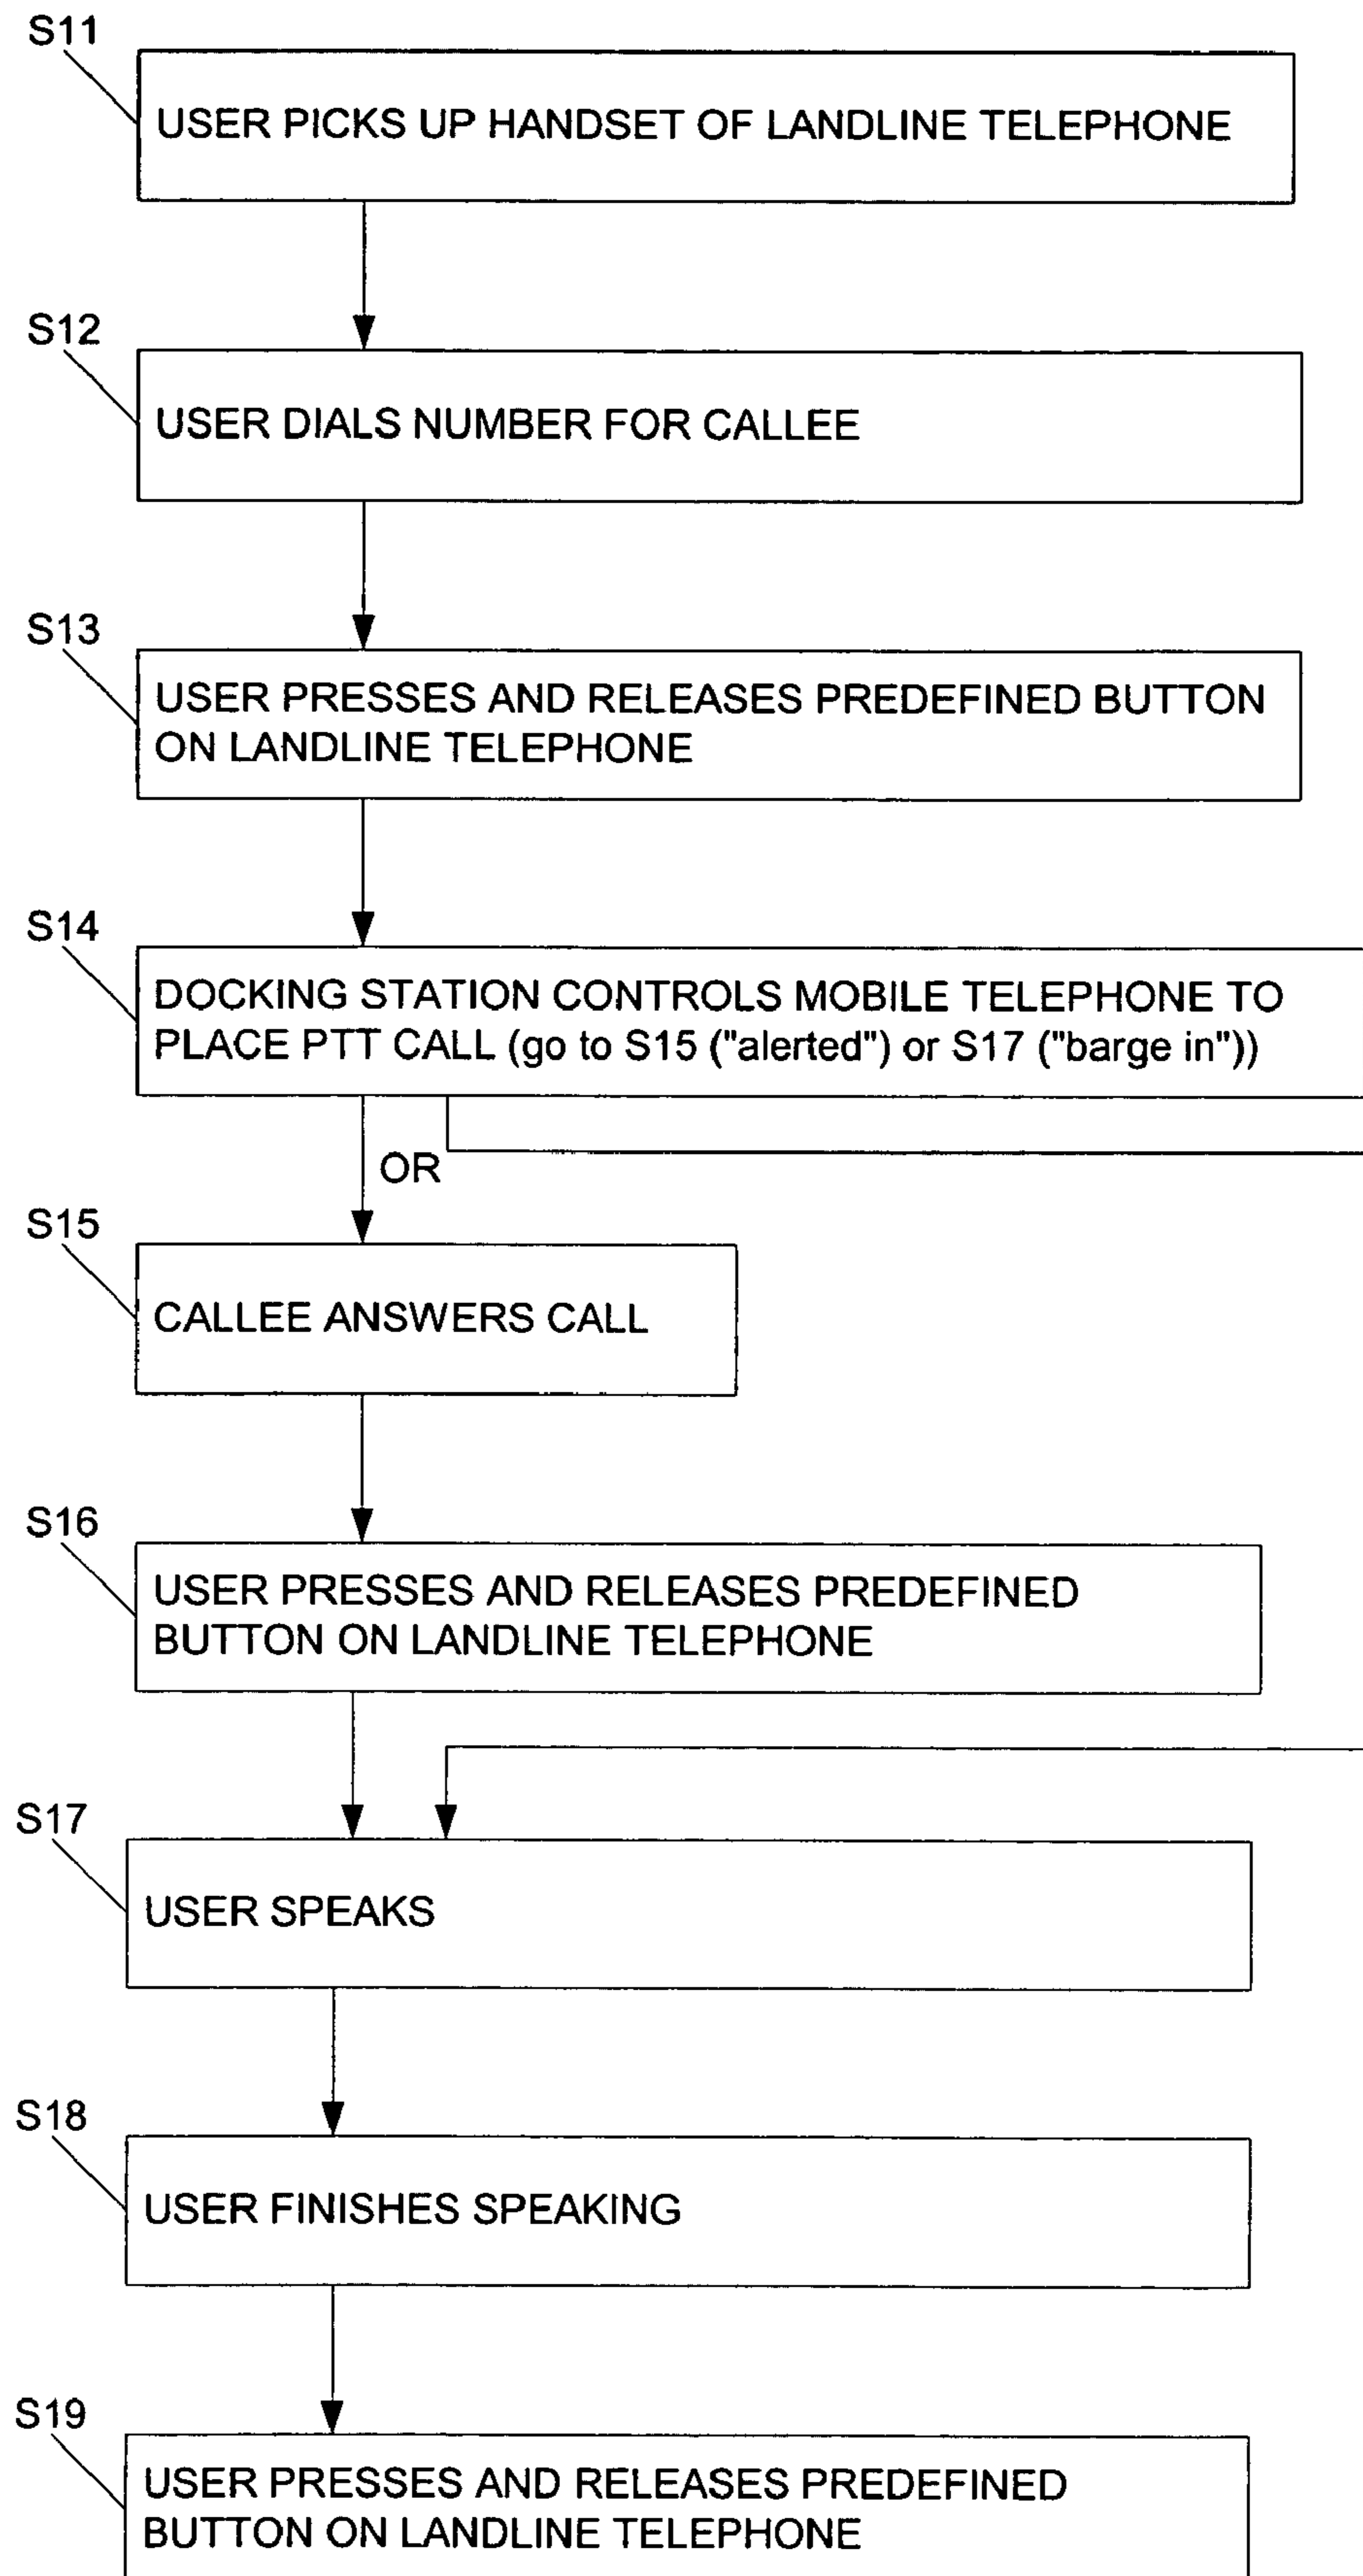 S11
USER PICKS UP HANDSET OF LANDLINE TELEPHONE
S12
USER DIALS NUMBER FOR CALLEE
S13
USER PRESSES AND RELEASES PREDEFINED BUTTON
ON LANDLINE TELEPHONE
S14
DOCKING STATION CONTROLS MOBILE TELEPHONE TO
PLACE PTT CALL (go to S15 ("alerted") or S17 ("barge in"))
OR
S15
CALLEE ANSWERS CALL
S16
USER PRESSES AND RELEASES PREDEFINED
BUTTON ON LANDLINE TELEPHONE
S17
USER SPEAKS
S18
USER FINISHES SPEAKING
S19
USER PRESSES AND RELEASES PREDEFINED
BUTTON ON LANDLINE TELEPHONE